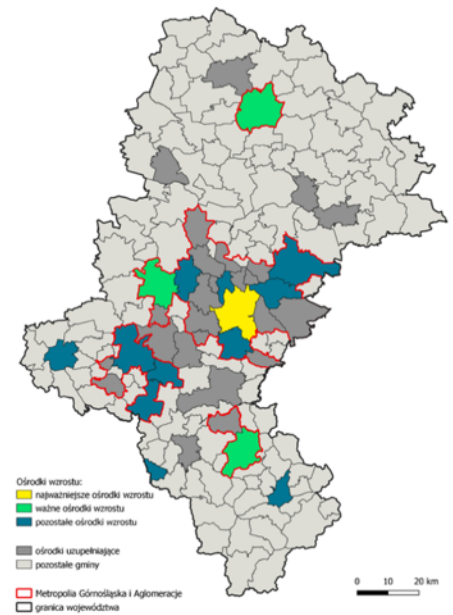 Ośrodki wzrostu:
najważniejsze ośrodki wzrostu
ważne ośrodki wzrostu
pozostałe ośrodki wzrostu
ośrodki uzupełniające
pozostałe gminy
Metropolia Górnośląska i Aglomeracje
granica województwa
0 10 20 km